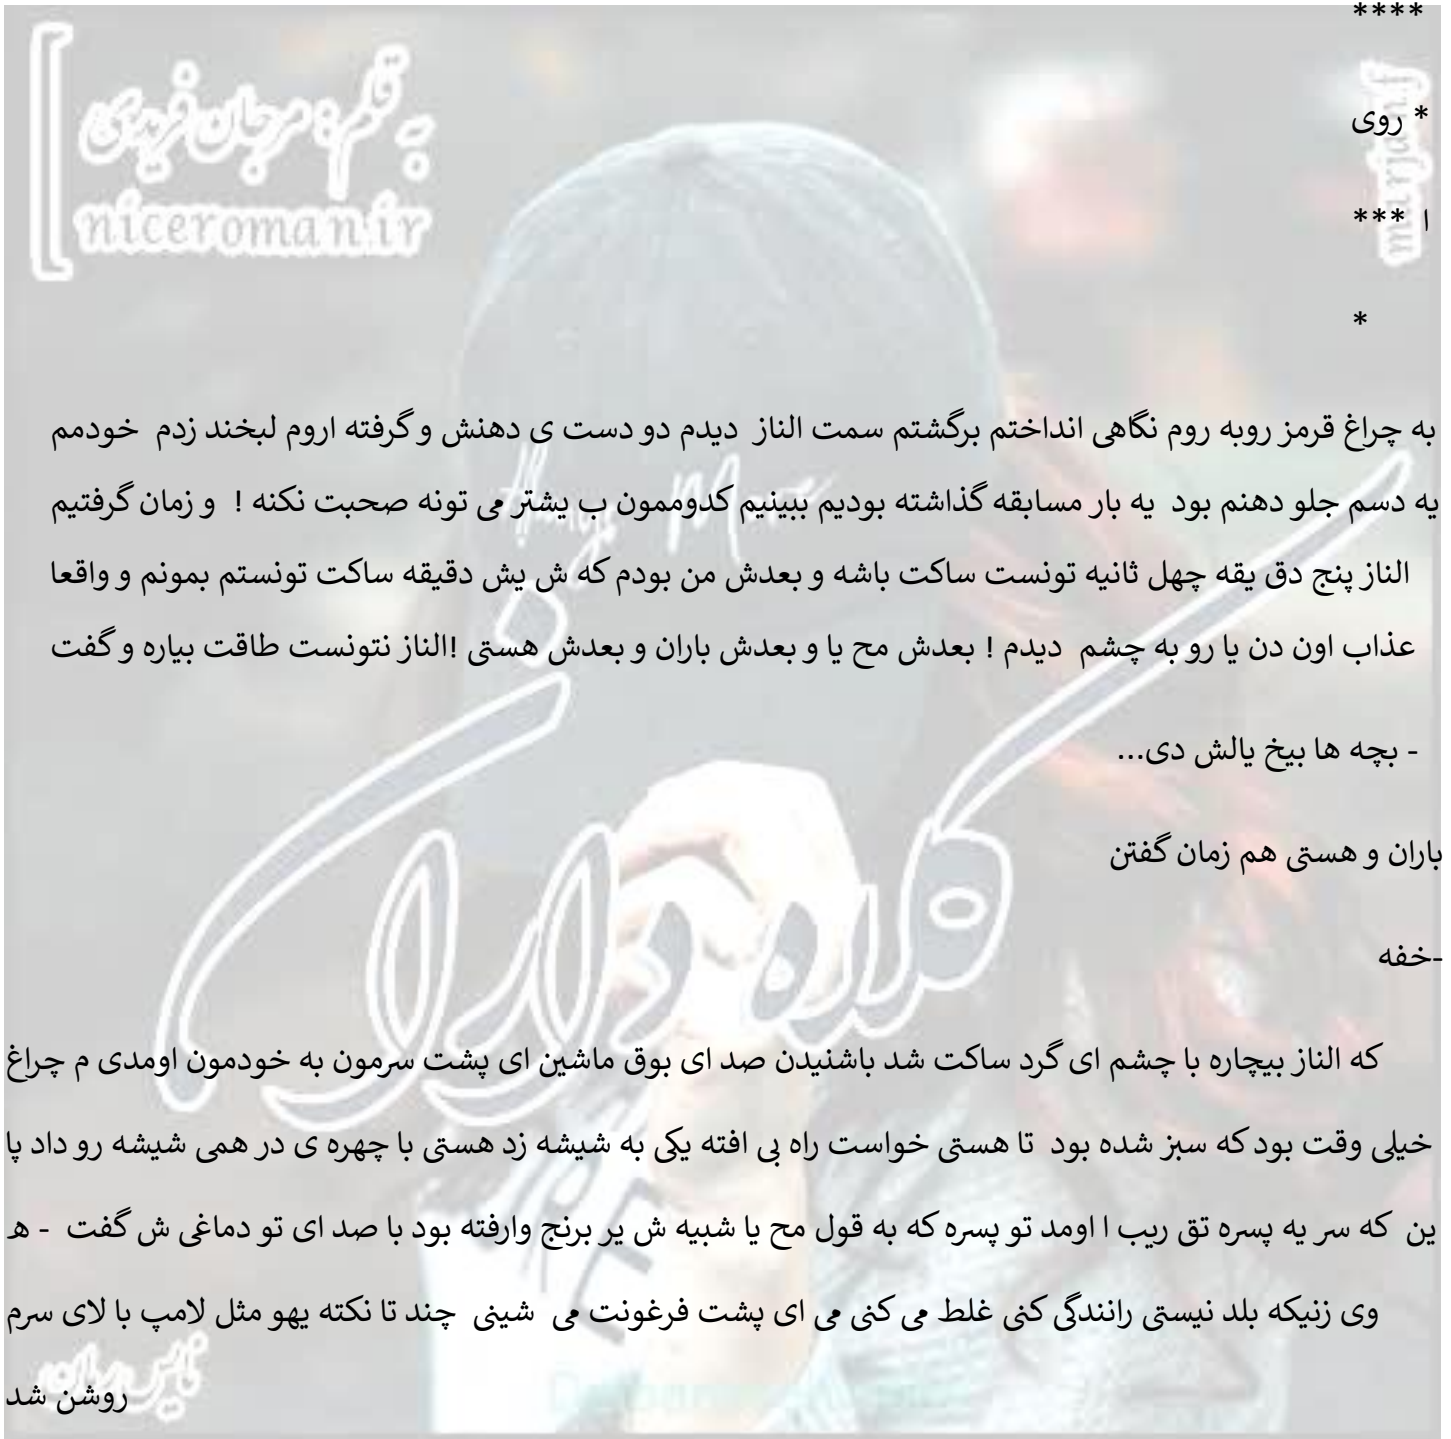 ****
به قلم: مرجان فریدی
niceroman.ir
* روی
ا ***
*
به چراغ قرمز روبه روم نگاهی انداختم برگشتم سمت الناز دیدم دو دست ی دهنش و گرفته اروم لبخند زدم خودمم
یه دسم جلو دهنم بود یه بار مسابقه گذاشته بودیم ببینیم کدوممون ب یشتر می تونه صحبت نکنه ! و زمان گرفتیم
الناز پنج دق یقه چهل ثانیه تونست ساکت باشه و بعدش من بودم که ش یش دقیقه ساکت تونستم بمونم و واقعا
عذاب اون دن یا رو به چشم دیدم ! بعدش مح یا و بعدش باران و بعدش هستی !الناز نتونست طاقت بیاره و گفت
- بچه ها بیخ یالش دی...
باران و هستی هم زمان گفتن
-خفه
که الناز بیچاره با چشم ای گرد ساکت شد باشنیدن صد ای بوق ماشین ای پشت سرمون به خودمون اومدی م چراغ
خیلی وقت بود که سبز شده بود تا هستی خواست راه بی افته یکی به شیشه زد هستی با چهره ی در همی شیشه رو داد پا
ین که سر یه پسره تق ریب ا اومد تو پسره که به قول مح یا شبیه ش یر برنج وارفته بود با صد ای تو دماغی ش گفت - ه
وی زنیکه بلد نیستی رانندگی کنی غلط می کنی می ای پشت فرغونت می شینی چند تا نکته یهو مثل لامپ با لای سرم
روشن شد